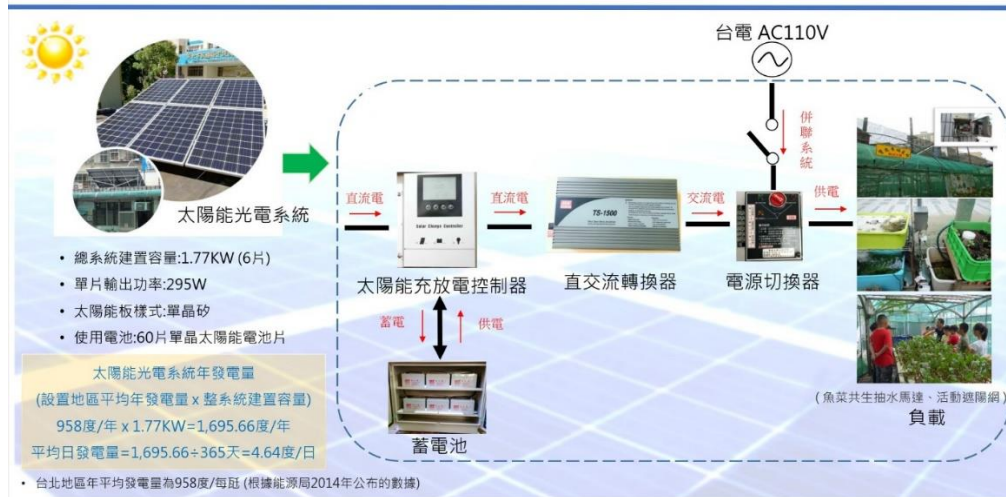 台電 AC110V
併聯系統
太陽能光電系統
直流電
直流電
交流電
供電
Solar Charge Controller
TS-1500
太陽能充放電控制器
直交流轉換器
電源切換器
• 總系統建置容量:1.77KW (6片)
• 單片輸出功率:295W
• 太陽能板樣式:單晶矽
• 使用電池:60片單晶太陽能電池片
蓄電
供電
蓄電池
(魚菜共生抽水馬達、活動遮陽網)
負載
太陽能光電系統年發電量
(設置地區平均年發電量 x 整系統建置容量)
958度/年 x 1.77KW=1,695.66度/年
平均日發電量=1,695.66÷365天=4.64度/日
• 台北地區年平均發電量為958度/每瓩 (根據能源局2014年公布的數據)